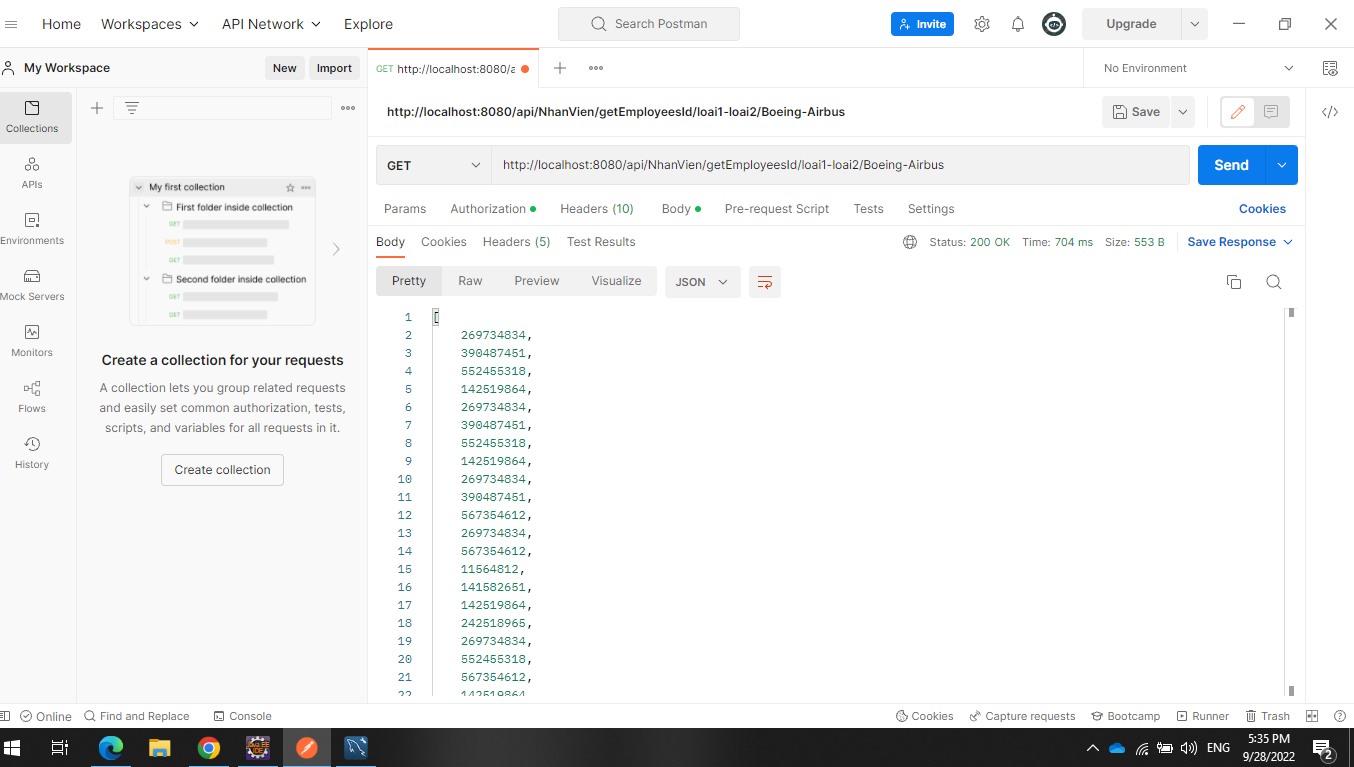 Home Workspaces API Network Explore Search Postman Invite Upgrade
My Workspace New Import GET http://localhost:8080/a No Environment
http://localhost:8080/api/NhanVien/getEmployeesId/loai1-loai2/Boeing-Airbus Save
GET http://localhost:8080/api/NhanVien/getEmployeesId/loai1-loai2/Boeing-Airbus Send
Params Authorization Headers (10) Body Pre-request Script Tests Settings Cookies
Body Cookies Headers (5) Test Results Status: 200 OK Time: 704 ms Size: 553 B Save Response
Pretty Raw Preview Visualize JSON
Collections
APIs
Environments
Mock Servers
Monitors
Flows
History
My first collection
First folder inside collection
GET
POST
GET
Second folder inside collection
GET
GET
Create a collection for your requests
A collection lets you group related requests
and easily set common authorization, tests,
scripts, and variables for all requests in it.
Create collection
1 [
2 269734834,
3 390487451,
4 552455318,
5 142519864,
6 269734834,
7 390487451,
8 552455318,
9 142519864,
10 269734834,
11 390487451,
12 567354612,
13 269734834,
14 567354612,
15 11564812,
16 141582651,
17 142519864,
18 242518965,
19 269734834,
20 552455318,
21 567354612,
22 142519864
Online Find and Replace Console Cookies Capture requests Bootcamp Runner Trash
JAVA EE IDE
ENG
5:35 PM
9/28/2022
2